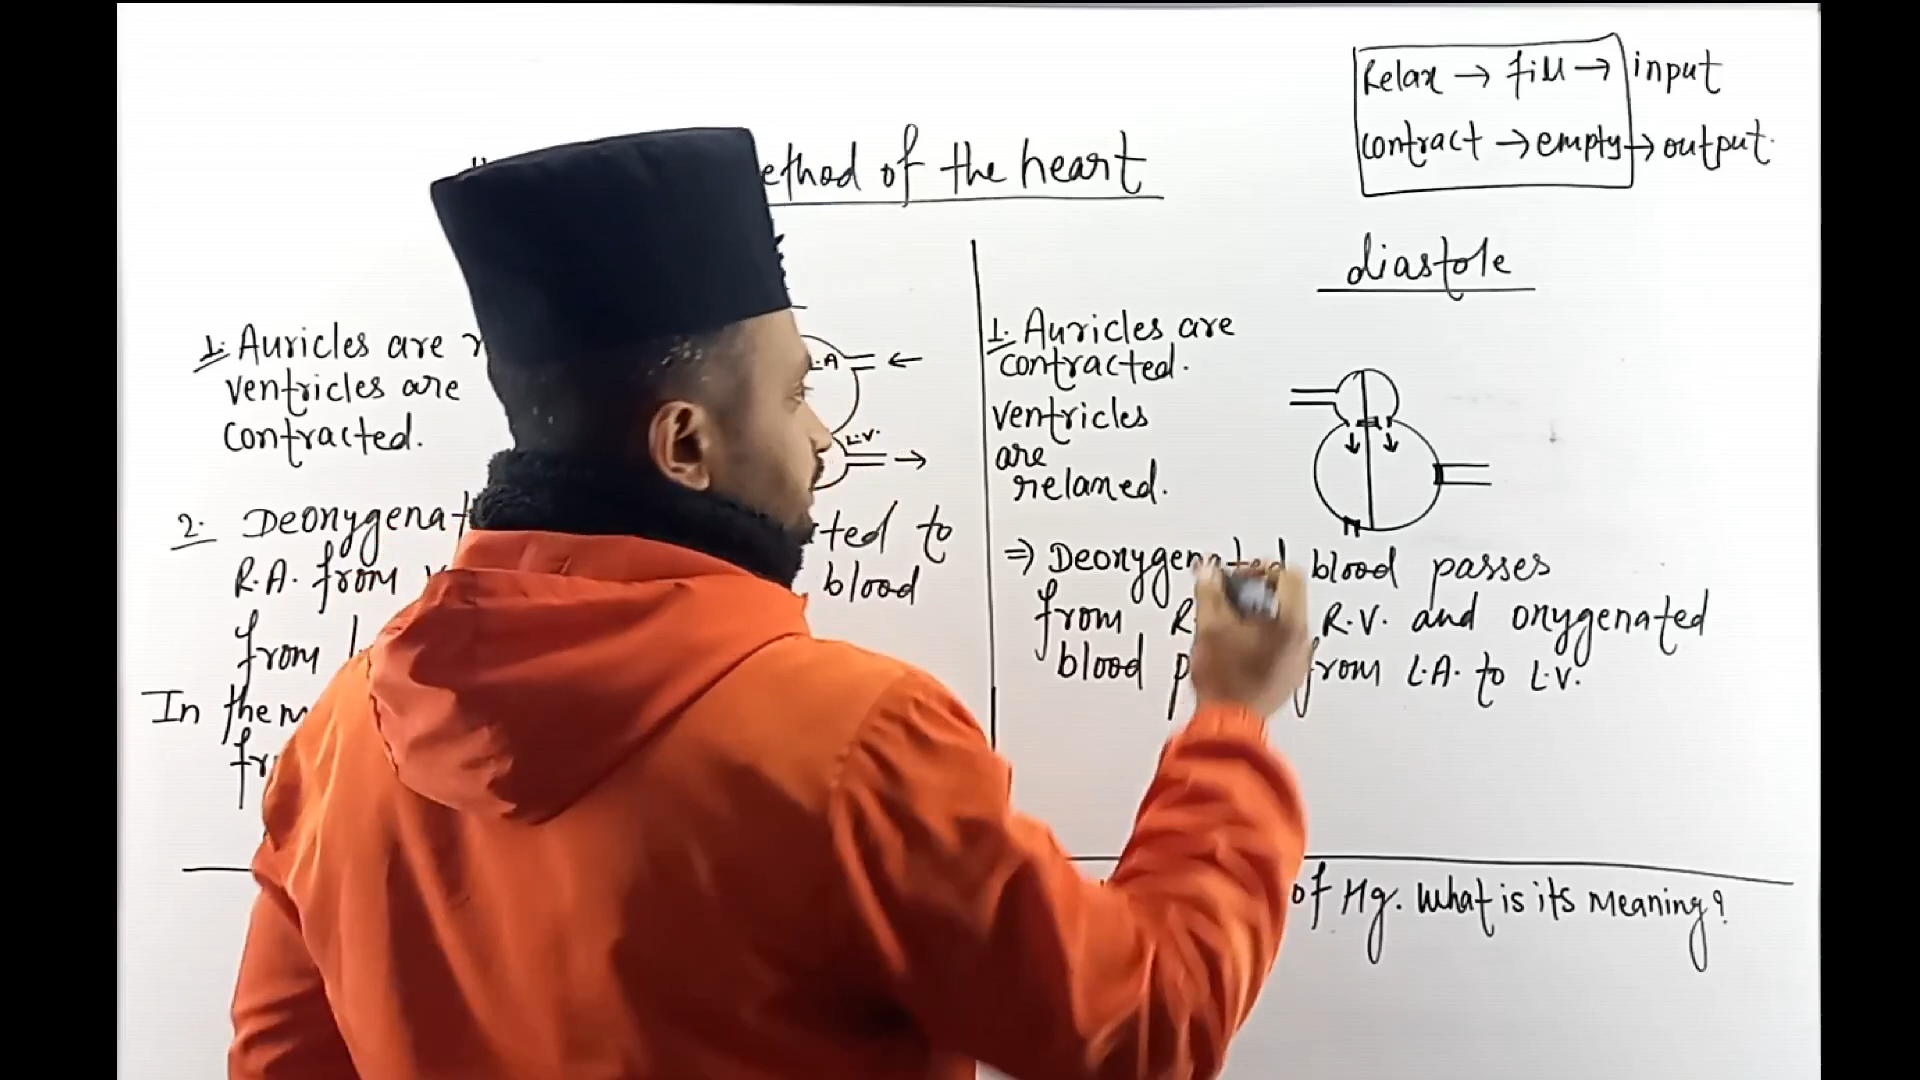 Relax → fill → input
contract → empty → output.
ethod of the heart
diastole
1. Auricles are
ventricles are
contracted.
L.A
L.V.
2. Deoxygenat ted to
R.A. from blood
from
In the
1. Auricles are
contracted.
ventricles
are
relaxed.
⇒ Deoxygenated blood passes
from R.V. and oxygenated
blood from L.A. to L.V.
of Hg. What is its meaning?